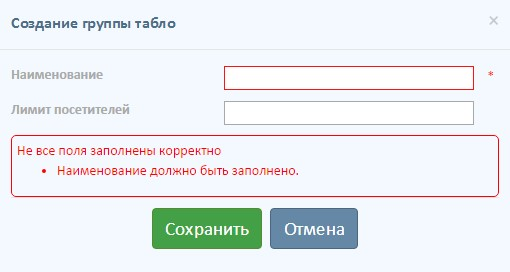 Создание группы табло ×
Наименование *
Лимит посетителей
Не все поля заполнены корректно
• Наименование должно быть заполнено.
Сохранить Отмена